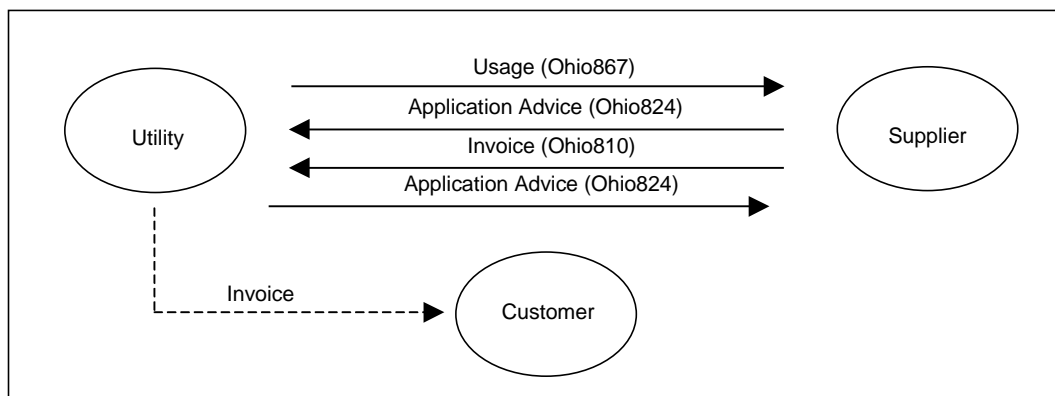 Usage (Ohio867)
Application Advice (Ohio824)
Utility
Supplier
Invoice (Ohio810)
Application Advice (Ohio824)
Invoice
Customer